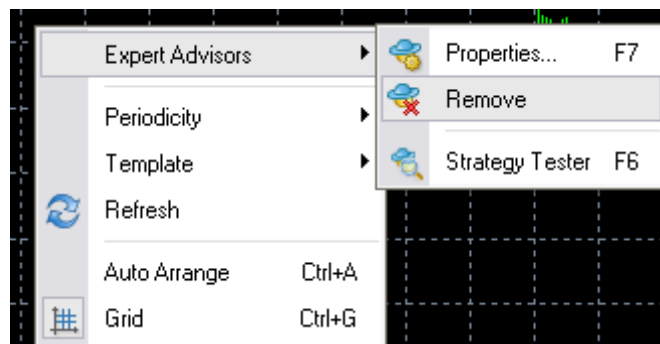 Expert Advisors
Properties... F7
Remove
Periodicity
Template
Strategy Tester F6
Refresh
Auto Arrange Ctrl+A
Grid Ctrl+G